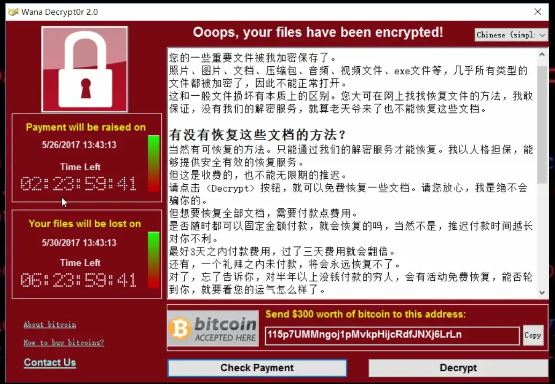 Wana Decrypt0r 2.0
Ooops, your files have been encrypted!
Chinese (simpl:
Payment will be raised on
5/26/2017 13:43:13
Time Left
02:23:59:41
Your files will be lost on
5/30/2017 13:43:13
Time Left
06:23:59:41
About bitcoin
How to buy bitcoins?
Contact Us
您的一些重要文件被我加密保存了。
照片、图片、文档、压缩包、音频、视频文件、exe文件等，几乎所有类型的
文件都被加密了，因此不能正常打开。
这和一般文件损坏有本质上的区别。您大可在网上找找恢复文件的方法，我敢
保证，没有我们的解密服务，就算老天爷来了也不能恢复这些文档。
有没有恢复这些文档的方法？
当然有可恢复的方法。只能通过我们的解密服务才能恢复。我以人格担保，能
够提供安全有效的恢复服务。
但这是收费的，也不能无限期的推迟。
请点击 <Decrypt> 按钮，就可以免费恢复一些文档。请您放心，我是绝不会
骗你的。
但想要恢复全部文档，需要付款点费用。
是否随时都可以固定金额付款，就会恢复的吗，当然不是，推迟付款时间越长
对你不利。
最好3天之内付款费用，过了三天费用就会翻倍。
还有，一个礼拜之内未付款，将会永远恢复不了。
对了，忘了告诉你，对半年以上没钱付款的穷人，会有活动免费恢复，能否轮
到你，就要看您的运气怎么样了。
bitcoin
ACCEPTED HERE
Send $300 worth of bitcoin to this address:
115p7UMMngoj1pMvkpHijcRdfJNXj6LrLn
Copy
Check Payment
Decrypt